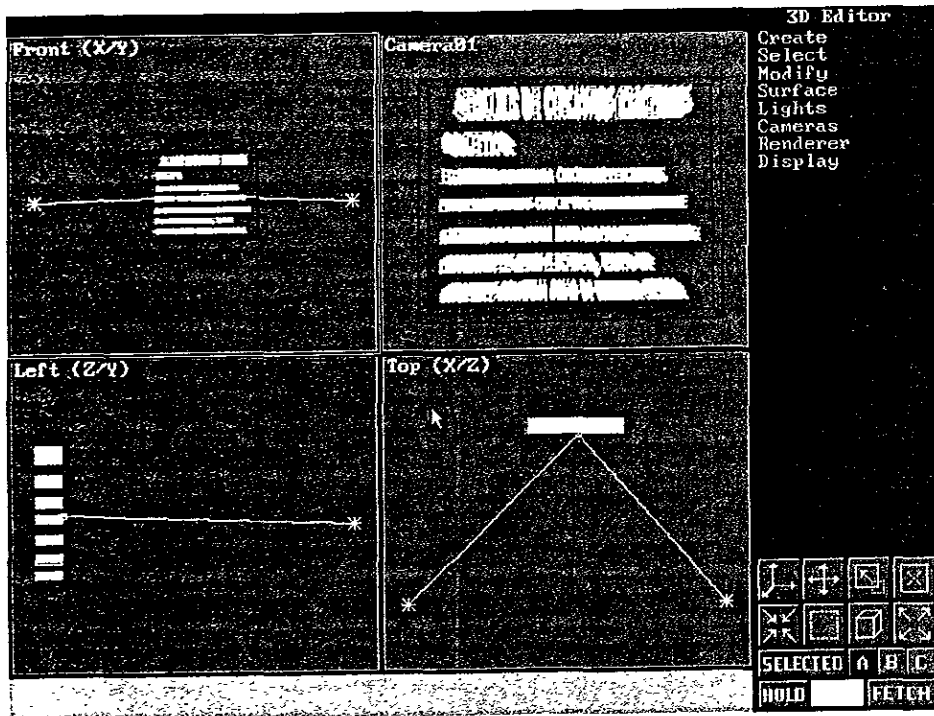 3D Editor
Front (X/Y)
Camera01
Create
Select
Modify
Surface
Lights
Cameras
Renderer
Display
Left (Z/Y)
Top (X/Z)
SELECTED A B C
HOLD FETCH